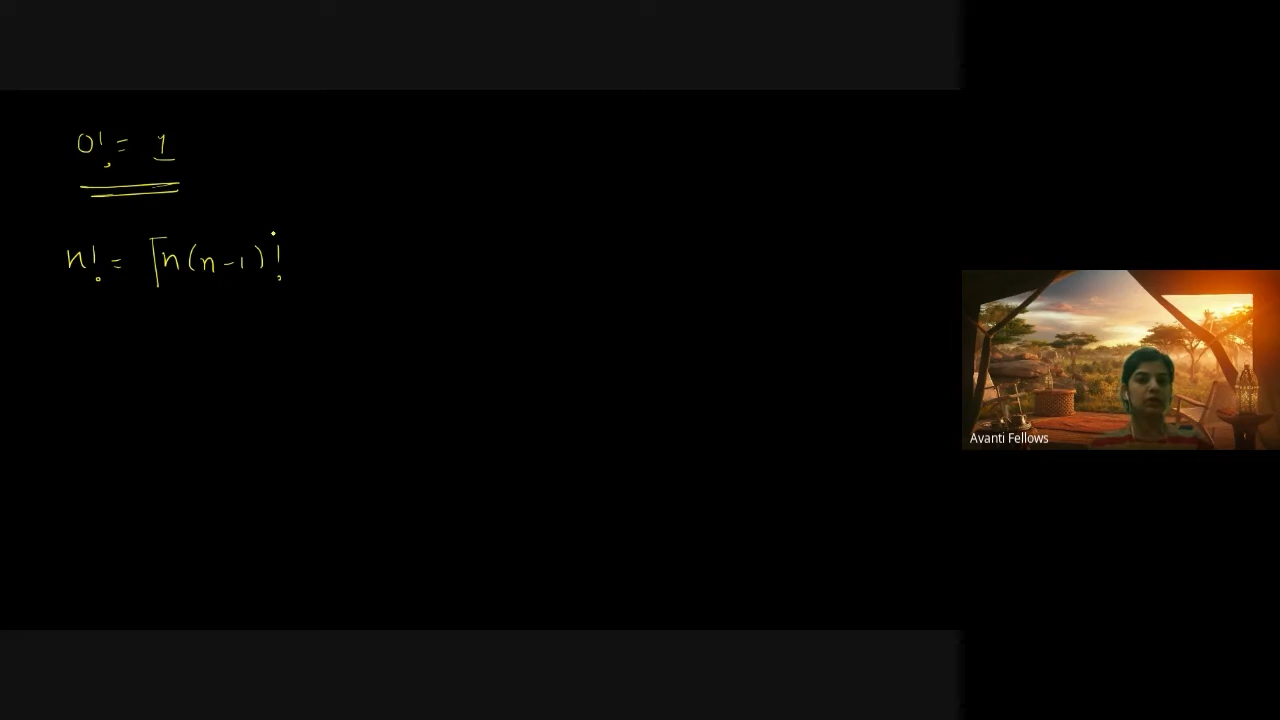 0! = 1
n! = n(n-1)!
Avanti Fellows